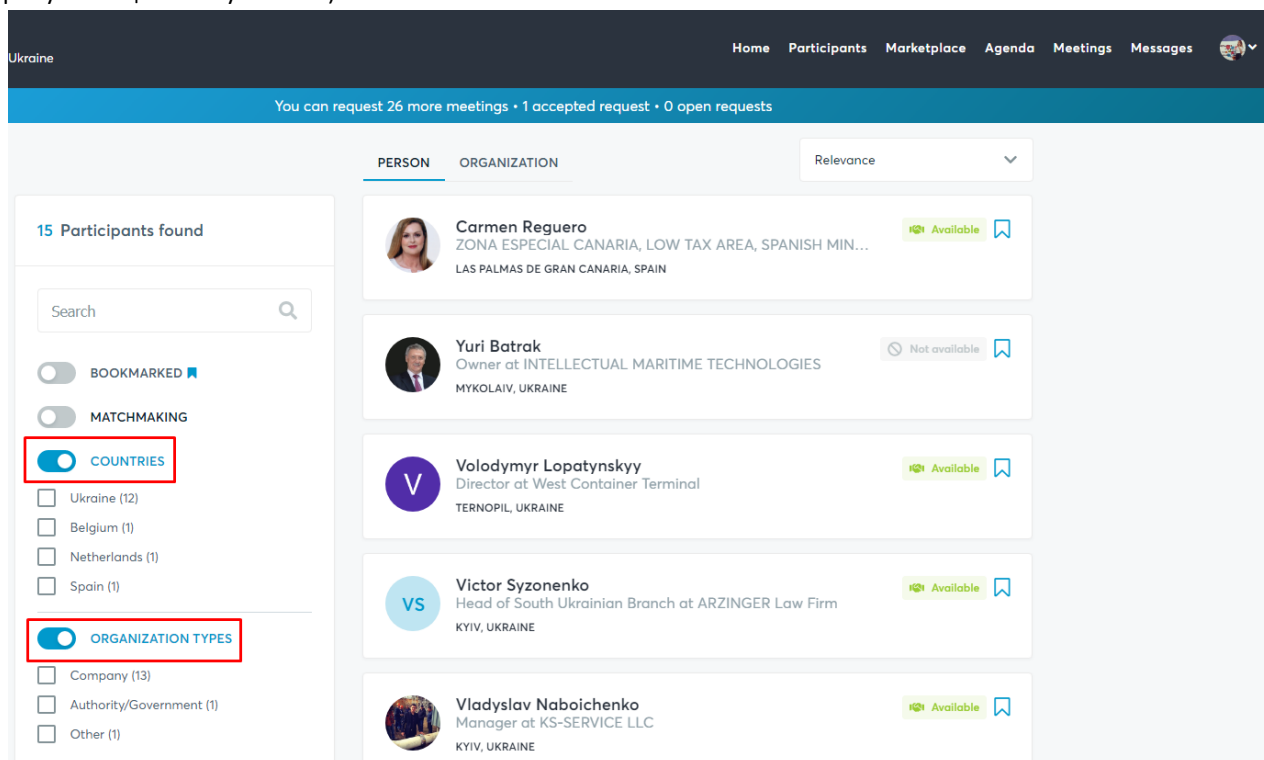 Ukraine
Home Participants Marketplace Agenda Meetings Messages
You can request 26 more meetings • 1 accepted request • 0 open requests
PERSON ORGANIZATION
Relevance
15 Participants found
Search
BOOKMARKED
MATCHMAKING
COUNTRIES
Ukraine (12)
Belgium (1)
Netherlands (1)
Spain (1)
ORGANIZATION TYPES
Company (13)
Authority/Government (1)
Other (1)
Carmen Reguero
Available
ZONA ESPECIAL CANARIA, LOW TAX AREA, SPANISH MIN...
LAS PALMAS DE GRAN CANARIA, SPAIN
Yuri Batrak
Not available
Owner at INTELLECTUAL MARITIME TECHNOLOGIES
MYKOLAIV, UKRAINE
V
Volodymyr Lopatynskyy
Available
Director at West Container Terminal
TERNOPIL, UKRAINE
VS
Victor Syzonenko
Available
Head of South Ukrainian Branch at ARZINGER Law Firm
KYIV, UKRAINE
Vladyslav Naboichenko
Available
Manager at KS-SERVICE LLC
KYIV, UKRAINE